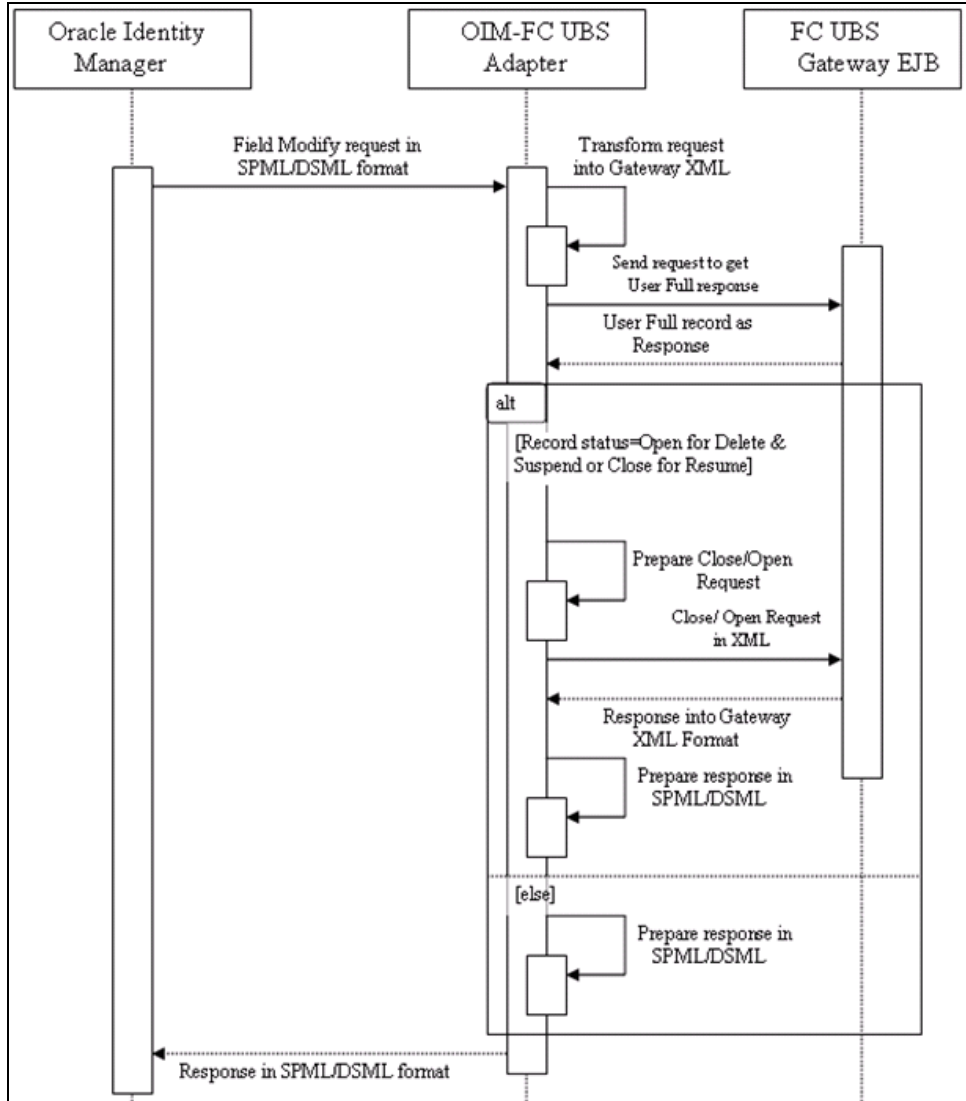 Oracle Identity
Manager
OIM-FC UBS
Adapter
FC UBS
Gateway EJB
Field Modify request in
SPML/DSML format
Transform request
into Gateway XML
Send request to get
User Full response
User Full record as
Response
alt
[Record status=Open for Delete &
Suspend or Close for Resume]
Prepare Close/Open
Request
Close/ Open Request
in XML
Response into Gateway
XML Format
Prepare response in
SPML/DSML
[else]
Prepare response in
SPML/DSML
Response in SPML/DSML format